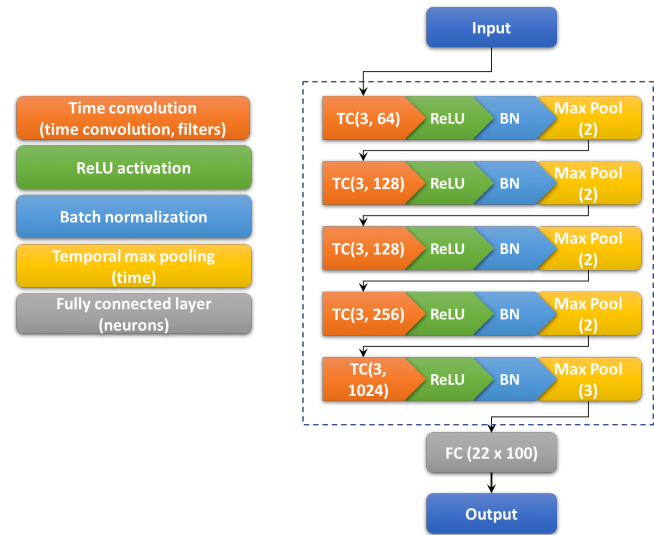 Input
Time convolution
(time convolution, filters)
ReLU activation
Batch normalization
Temporal max pooling
(time)
Fully connected layer
(neurons)
TC(3, 64)
ReLU
BN
Max Pool
(2)
TC(3, 128)
ReLU
BN
Max Pool
(2)
TC(3, 128)
ReLU
BN
Max Pool
(2)
TC(3, 256)
ReLU
BN
Max Pool
(2)
TC(3,
1024)
ReLU
BN
Max Pool
(3)
FC (22 x 100)
Output